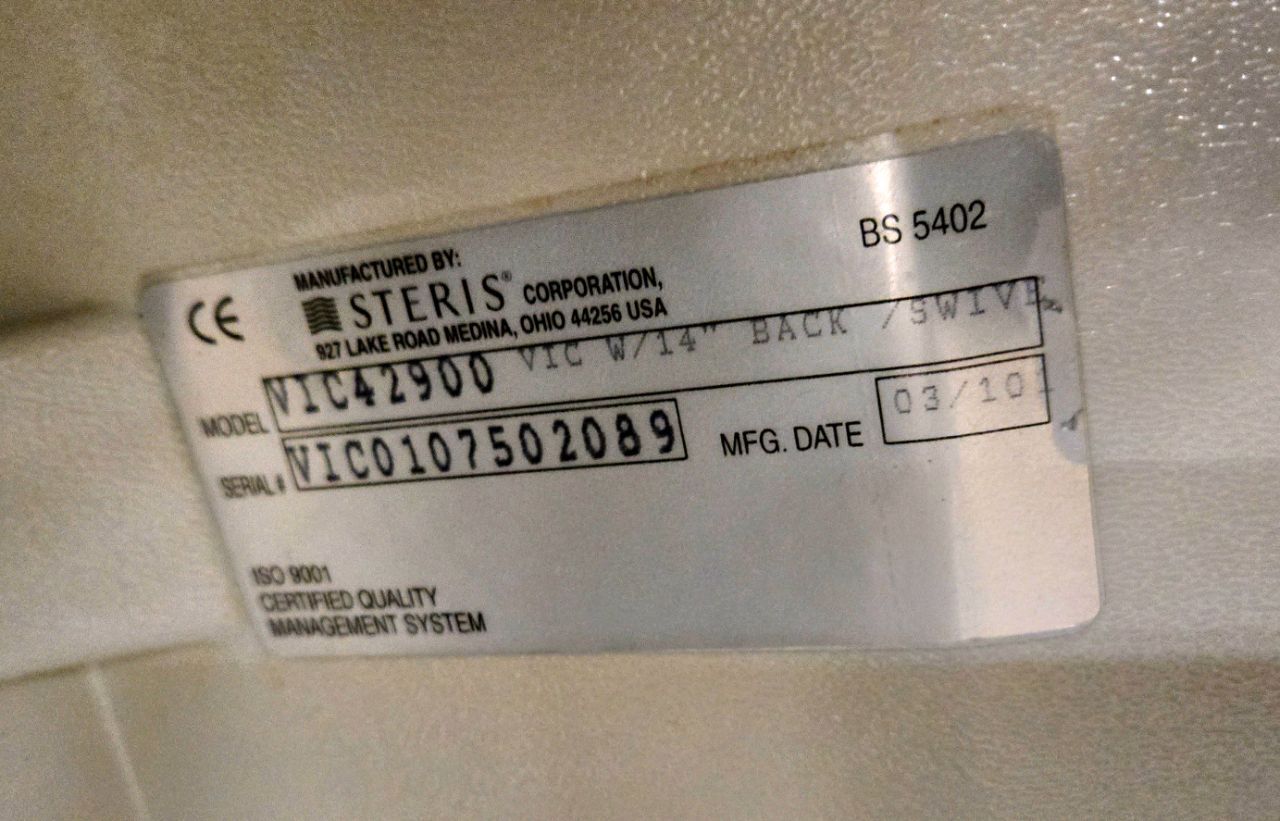 BS 5402
CE
MANUFACTURED BY:
STERIS® CORPORATION,
927 LAKE ROAD MEDINA, OHIO 44256 USA
MODEL VIC42900 VIC W/14" BACK /SWIVE
SERIAL # VIC0107502089 MFG. DATE 03/101
ISO 9001
CERTIFIED QUALITY
MANAGEMENT SYSTEM